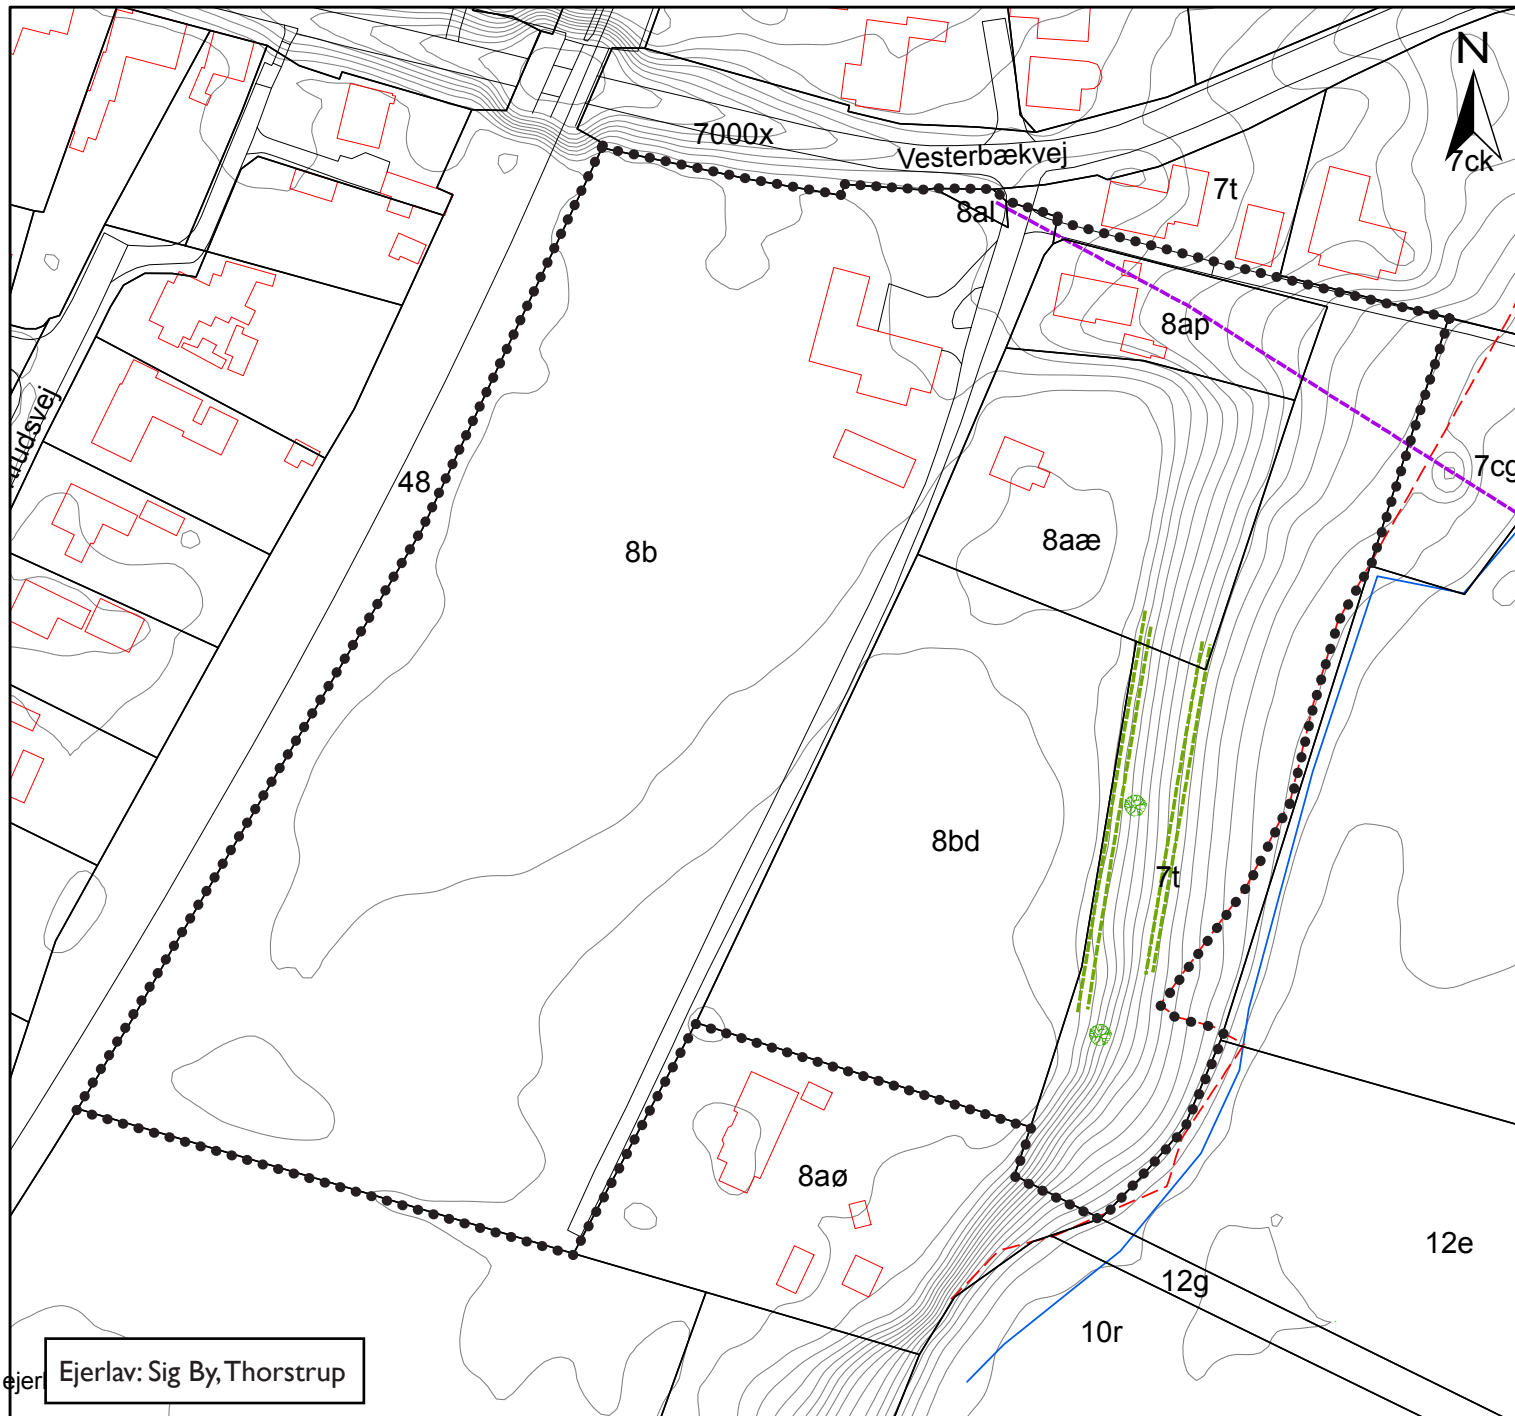 N
7000x
Vesterbækvej
7ck
7t
8al
8ap
7cg
48
8b
8aæ
8bd
7t
8aø
12e
12g
10r
Ejerlav: Sig By, Thorstrup